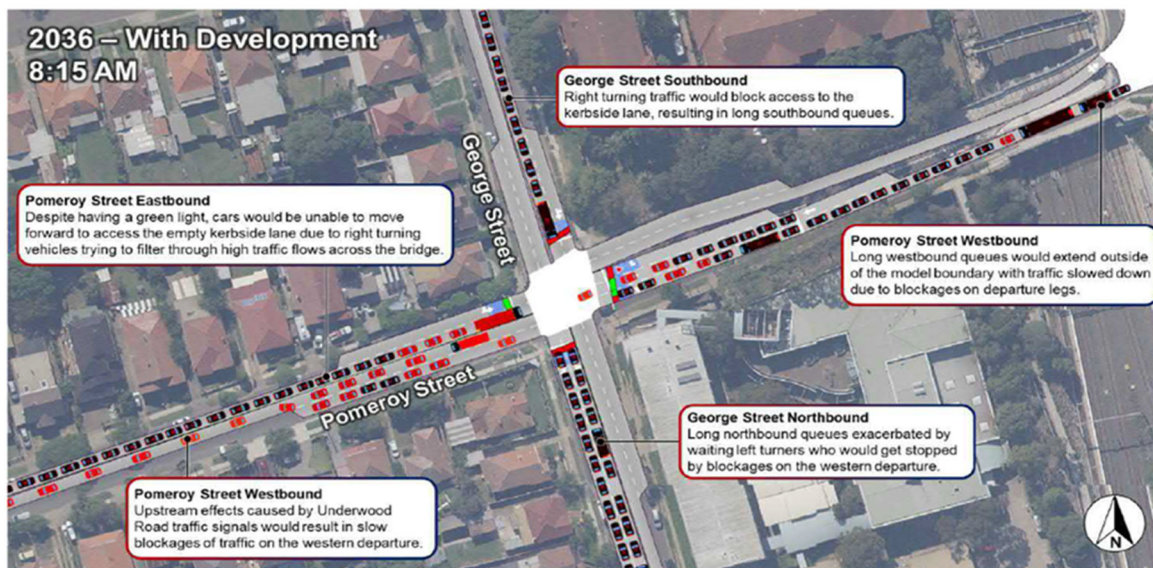 2036 – With Development
8:15 AM
George Street Southbound
Right turning traffic would block access to the
kerbside lane, resulting in long southbound queues.
George Street
Pomeroy Street Eastbound
Despite having a green light, cars would be unable to move
forward to access the empty kerbside lane due to right turning
vehicles trying to filter through high traffic flows across the bridge.
Pomeroy Street Westbound
Long westbound queues would extend outside
of the model boundary with traffic slowed down
due to blockages on departure legs.
Pomeroy Street
George Street Northbound
Long northbound queues exacerbated by
waiting left turners who would get stopped
by blockages on the western departure.
Pomeroy Street Westbound
Upstream effects caused by Underwood
Road traffic signals would result in slow
blockages of traffic on the western departure.
N